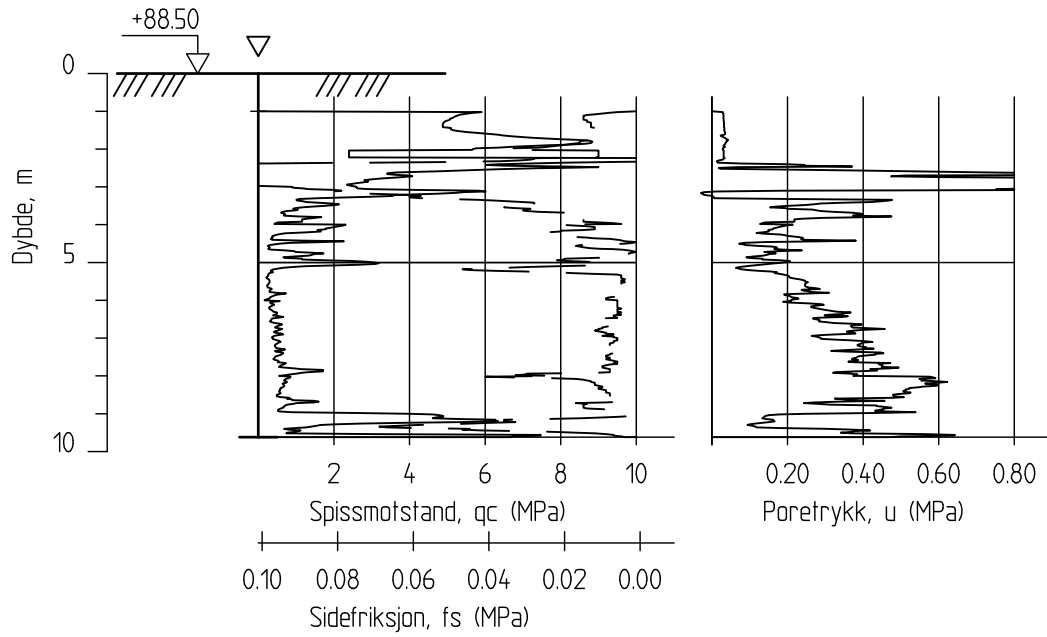 +88.50
0
5
10
Dybde, m
2 4 6 8 10
Spissmotstand, qc (MPa)
0.10 0.08 0.06 0.04 0.02 0.00
Sidefriksjon, fs (MPa)
0.20 0.40 0.60 0.80
Poretrykk, u (MPa)